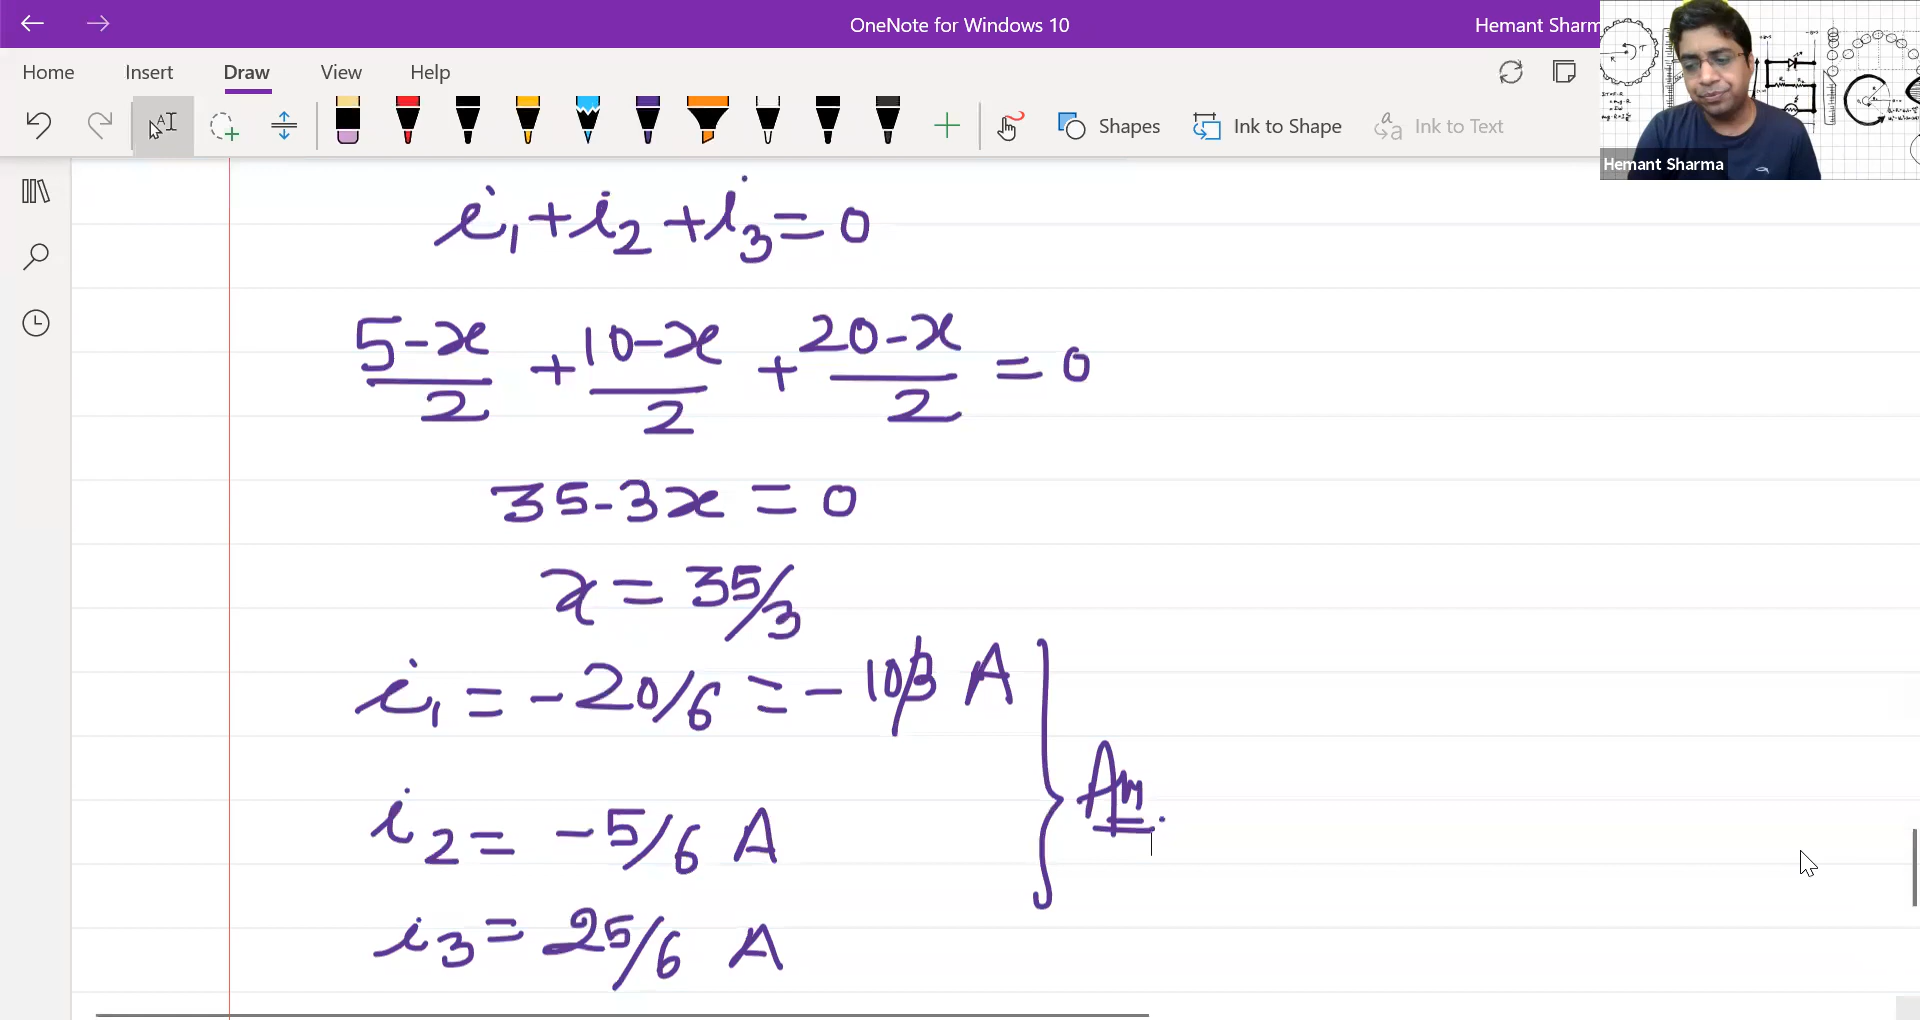 OneNote for Windows 10
Hemant Sharm
Home Insert Draw View Help
Shapes Ink to Shape Ink to Text
Hemant Sharma
i₁+i₂+i₃=0
5-x/2 + 10-x/2 + 20-x/2 = 0
35-3x = 0
x = 35/3
i₁ = -20/6 = -10/3 A
i₂ = -5/6 A
Ans.
i₃ = 25/6 A